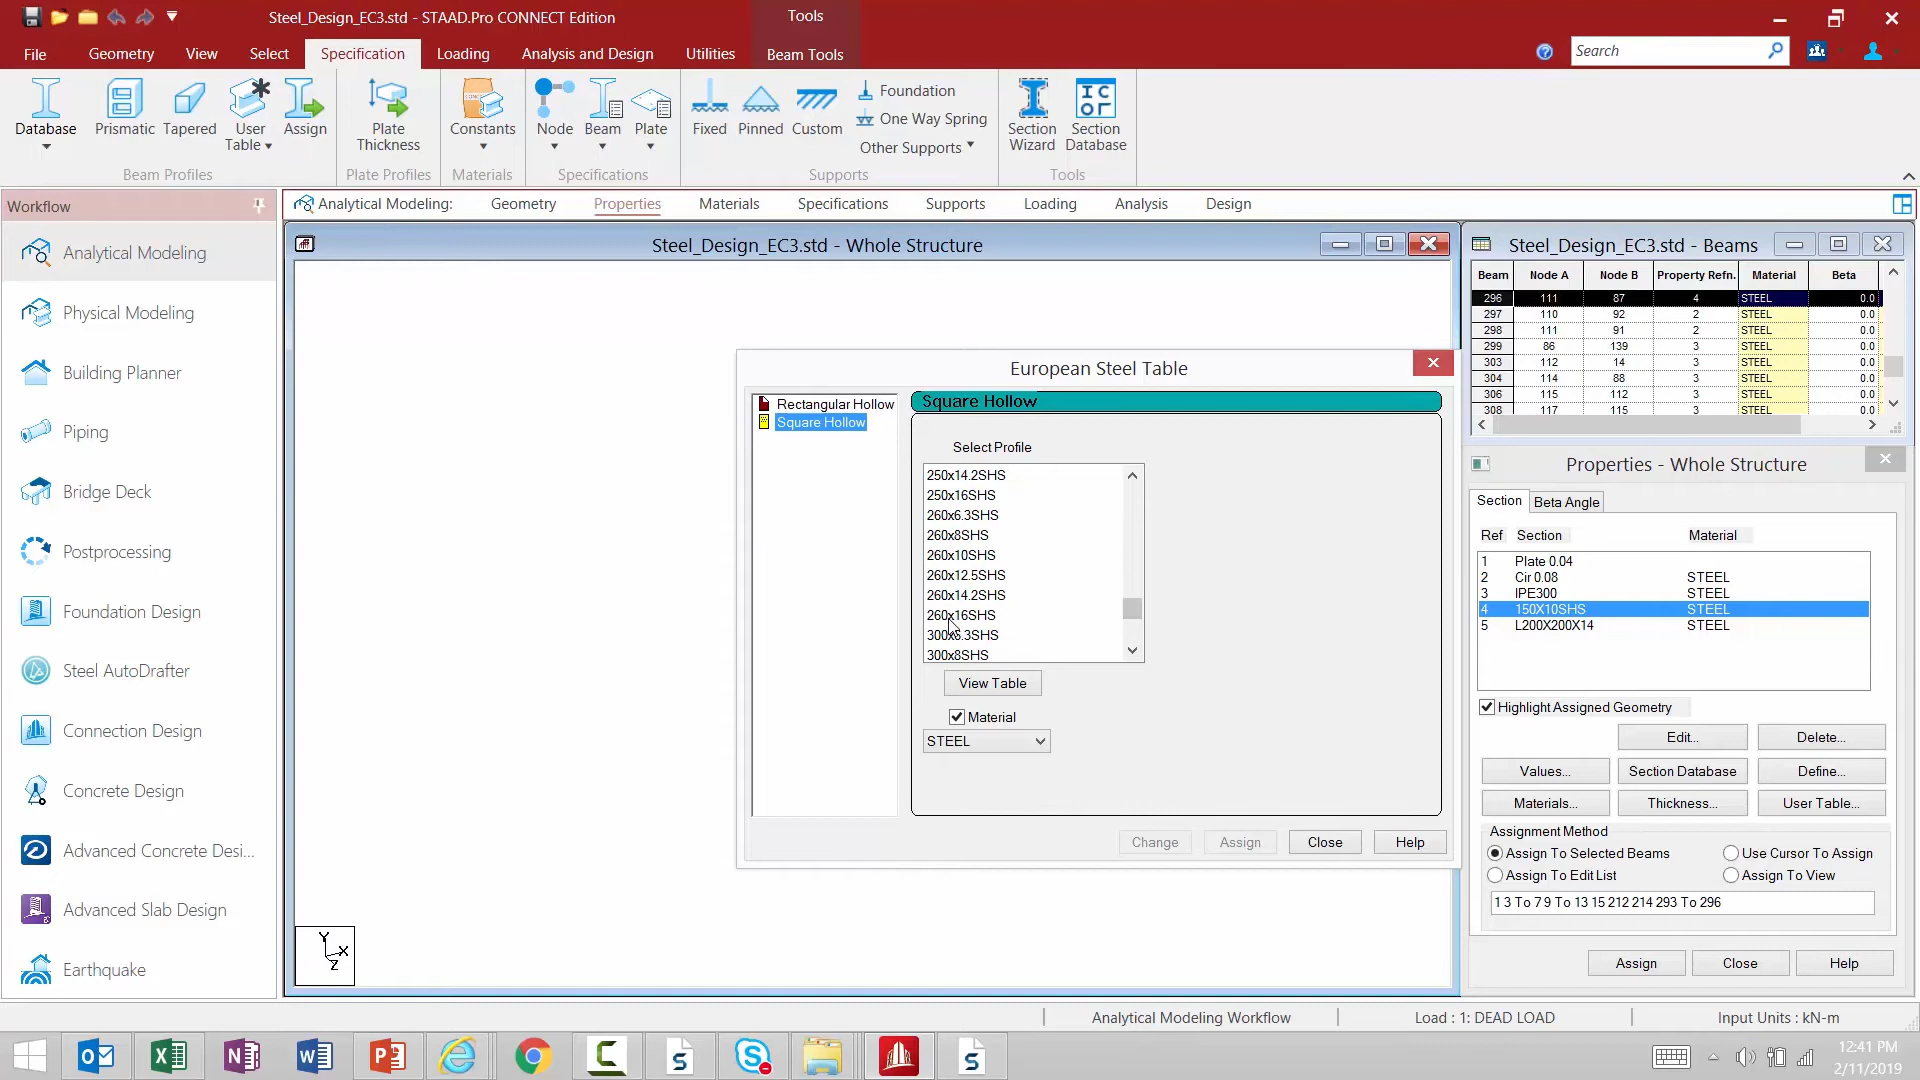 Steel_Design_EC3.std - STAAD.Pro CONNECT Edition
Tools
File
Geometry
View
Select
Specification
Loading
Analysis and Design
Utilities
Beam Tools
Search
Database
Prismatic
Tapered
User
Table
Assign
Plate
Thickness
Constants
Node
Beam
Plate
Fixed
Pinned
Custom
Foundation
One Way Spring
Other Supports
Section
Wizard
Section
Database
Beam Profiles
Plate Profiles
Materials
Specifications
Supports
Tools
Workflow
Analytical Modeling:
Geometry
Properties
Materials
Specifications
Supports
Loading
Analysis
Design
Analytical Modeling
Physical Modeling
Building Planner
Piping
Bridge Deck
Postprocessing
Foundation Design
Steel AutoDrafter
Connection Design
Concrete Design
Advanced Concrete Desi...
Advanced Slab Design
Earthquake
Steel_Design_EC3.std - Whole Structure
Y
X
Z
European Steel Table
Rectangular Hollow
Square Hollow
Square Hollow
Select Profile
250x14.2SHS
250x16SHS
260x6.3SHS
260x8SHS
260x10SHS
260x12.5SHS
260x14.2SHS
260x16SHS
300x6.3SHS
300x8SHS
View Table
Material
STEEL
Change
Assign
Close
Help
Steel_Design_EC3.std - Beams
Beam Node A Node B Property Refn. Material Beta
296 111 87 4 STEEL 0.0
297 110 92 2 STEEL 0.0
298 111 91 2 STEEL 0.0
299 86 139 3 STEEL 0.0
303 112 14 3 STEEL 0.0
304 114 88 3 STEEL 0.0
306 115 112 3 STEEL 0.0
308 117 115 3 STEEL 0.0
Properties - Whole Structure
Section
Beta Angle
Ref Section Material
1 Plate 0.04
2 Cir 0.08 STEEL
3 IPE300 STEEL
4 150X10SHS STEEL
5 L200X200X14 STEEL
Highlight Assigned Geometry
Edit...
Delete...
Values...
Section Database
Define...
Materials...
Thickness...
User Table...
Assignment Method
Assign To Selected Beams
Use Cursor To Assign
Assign To Edit List
Assign To View
1 3 To 7 9 To 13 15 212 214 293 To 296
Assign
Close
Help
Analytical Modeling Workflow
Load : 1: DEAD LOAD
Input Units : kN-m
12:41 PM
2/11/2019